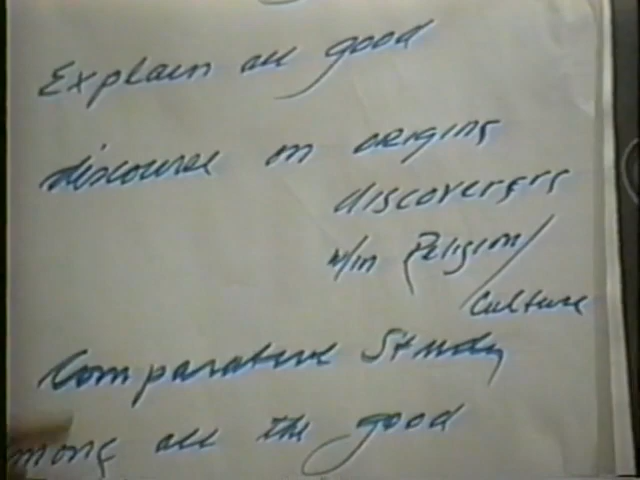 Explain all good
discourse on origins
discoverers
w/in Religion/
Culture
Comparative Study
among all the good